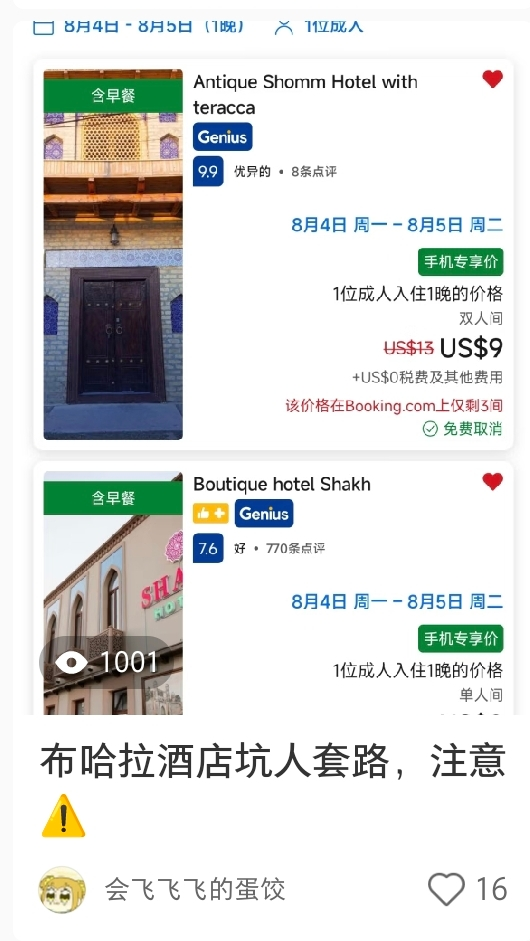 8月4日 - 8月5日 (1晚) 1位成人
含早餐
Antique Shomm Hotel with
teracca
Genius
9.9 优异的 • 8条点评
8月4日 周一 – 8月5日 周二
手机专享价
1位成人入住1晚的价格
双人间
US$13 US$9
+US$0税费及其他费用
该价格在Booking.com上仅剩3间
免费取消
含早餐
Boutique hotel Shakh
Genius
7.6 好 • 770条点评
8月4日 周一 – 8月5日 周二
手机专享价
1位成人入住1晚的价格
单人间
SHA
1001
布哈拉酒店坑人套路，注意
⚠️
会飞飞飞的蛋饺
16